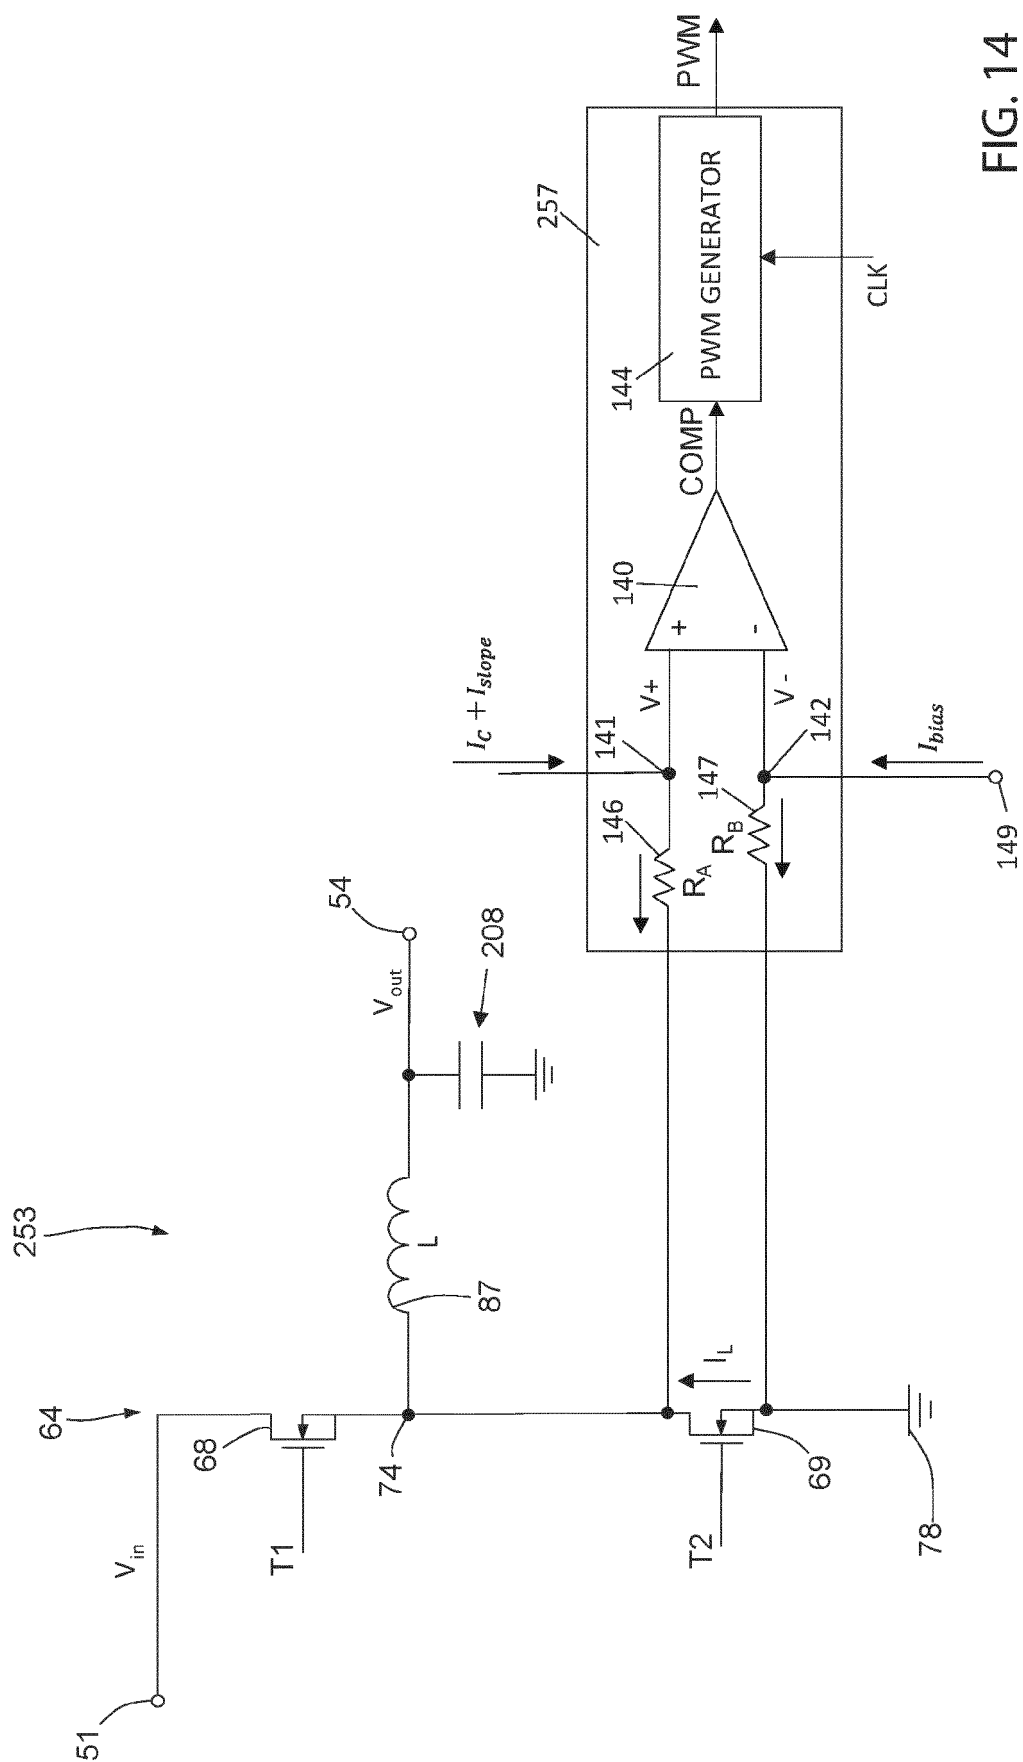 253
51
V_in
64
68
T1
74
87
L
V_out
54
208
T2
69
I_L
78
I_C + I_slope
141
V+
146
R_A
147
R_B
V -
142
I_bias
149
+
-
140
COMP
144
PWM GENERATOR
257
CLK
PWM
FIG. 14